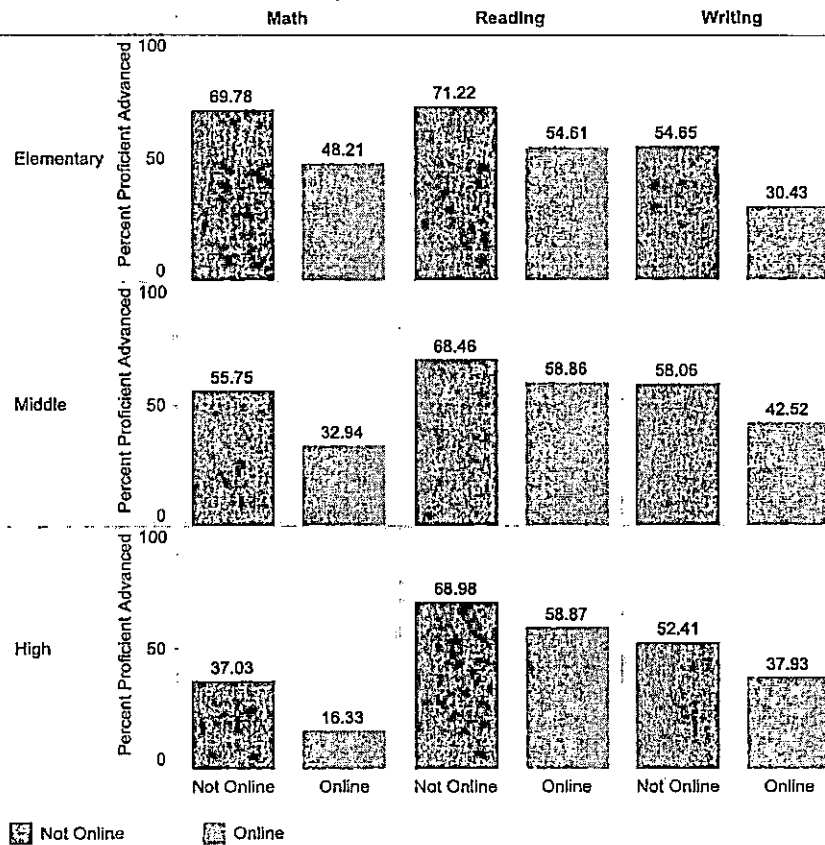 Math Reading Writing
100
69.78 48.21 71.22 54.61 54.65 30.43
Elementary
Percent Proficient Advanced
50
0
100
55.75 32.94 68.46 58.86 58.06 42.52
Middle
Percent Proficient Advanced
50
0
100
37.03 16.33 68.98 58.87 52.41 37.93
High
Percent Proficient Advanced
50
0
Not Online Online Not Online Online Not Online Online
Not Online Online